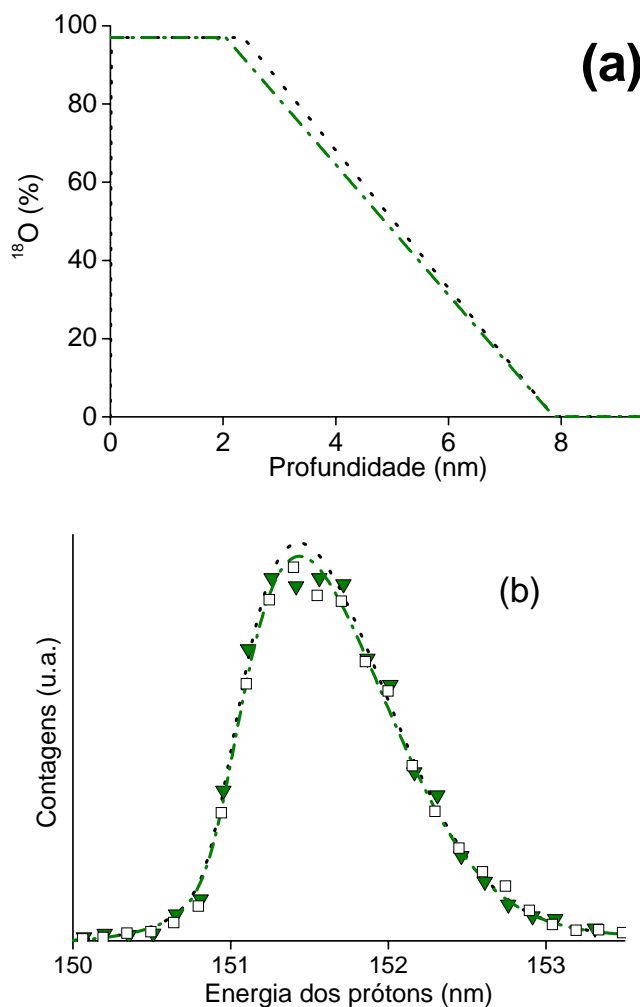 100
(a)
80
60
40
20
0
¹⁸O (%)
0 2 4 6 8
Profundidade (nm)
(b)
Contagens (u.a.)
150 151 152 153
Energia dos prótons (nm)